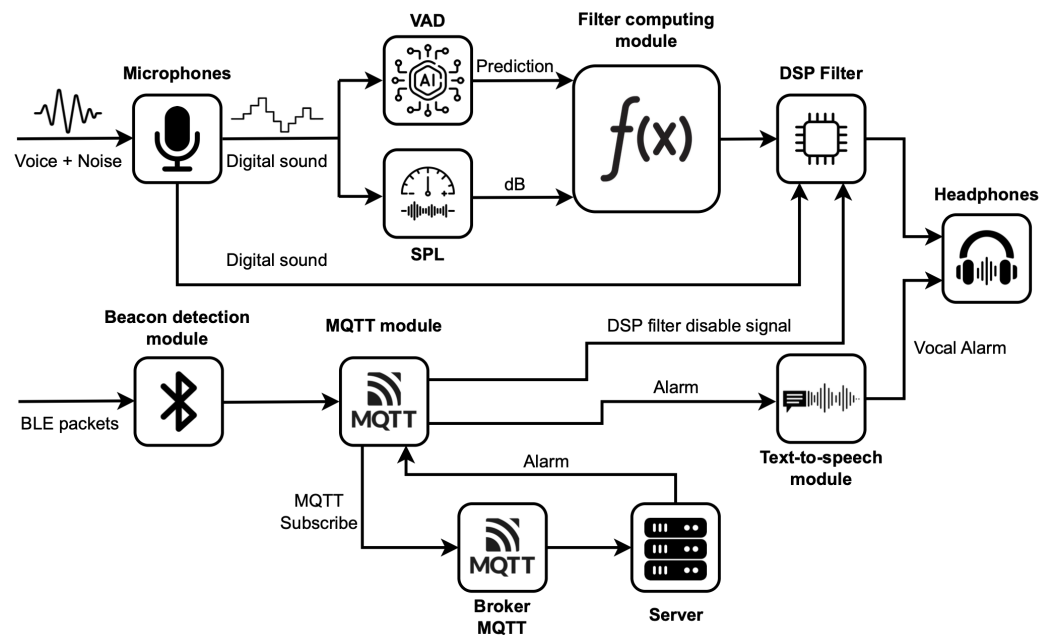 VAD
Filter computing
module
Microphones
AI
Prediction
DSP Filter
f(x)
Voice + Noise
Digital sound
dB
SPL
Headphones
Digital sound
Beacon detection
module
MQTT module
DSP filter disable signal
Vocal Alarm
BLE packets
MQTT
Alarm
Text-to-speech
module
Alarm
MQTT
Subscribe
MQTT
Broker
MQTT
Server